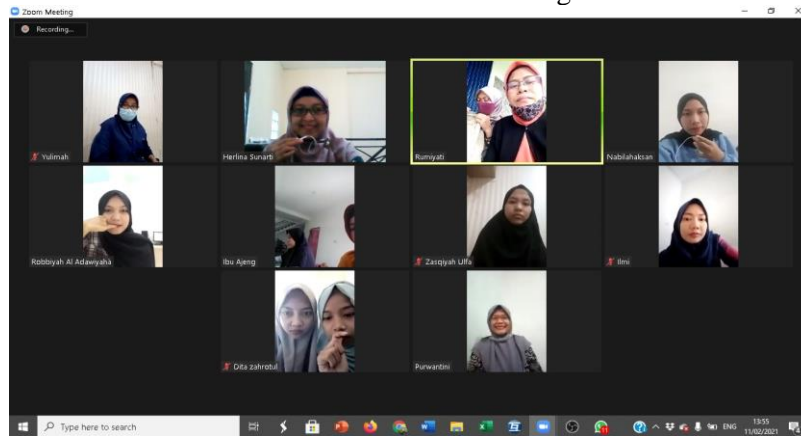 Zoom Meeting
Recording...
Yulimah
Herlina Sunarti
Rumiyati
Nabilahaksan
Robbiyah Al Adawiyaha
Ibu Ajeng
Zasqiyah Ulfa
Ilmi
Dita zahrotul
Purwantini
Type here to search
ENG
13:55
11/02/2021